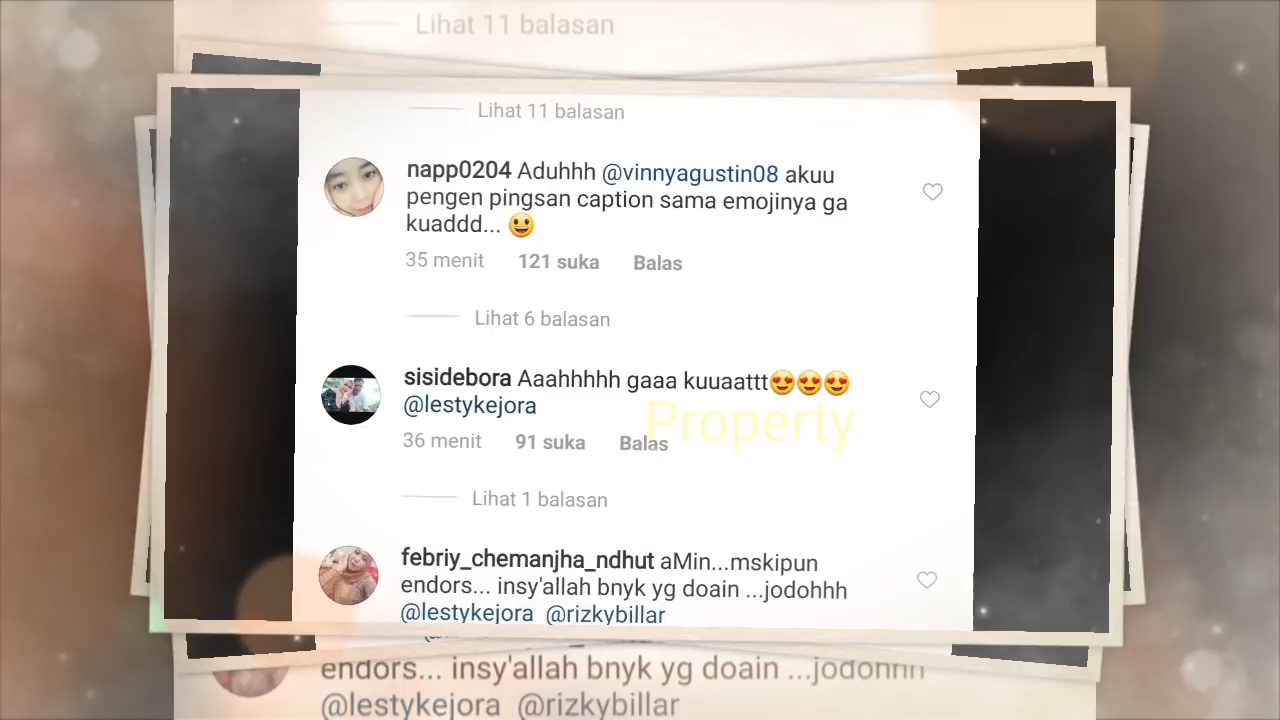 Lihat 11 balasan
Lihat 11 balasan
napp0204 Aduhhh @vinnyagustin08 akuu
pengen pingsan caption sama emojinya ga
kuaddd... 😃
35 menit 121 suka Balas
Lihat 6 balasan
sisidebora Aaahhhhh gaaa kuuaattt😍😍😍
@lestykejora
Property
36 menit 91 suka Balas
Lihat 1 balasan
febriy_chemanjha_ndhut aMin...mskipun
endors... insy'allah bnyk yg doain ...jodohhh
@lestykejora @rizkybillar
endors... insy'allah bnyk yg doain ...jodohhh
@lestykejora @rizkybillar